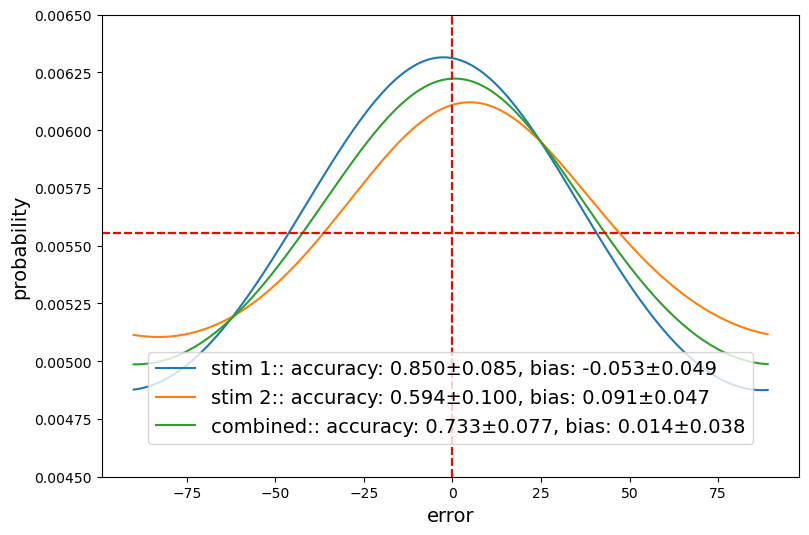 0.00650
0.00625
0.00600
0.00575
0.00550
0.00525
0.00500
0.00475
0.00450
probability
stim 1:: accuracy: 0.850±0.085, bias: -0.053±0.049
stim 2:: accuracy: 0.594±0.100, bias: 0.091±0.047
combined:: accuracy: 0.733±0.077, bias: 0.014±0.038
−75 −50 −25 0 25 50 75
error